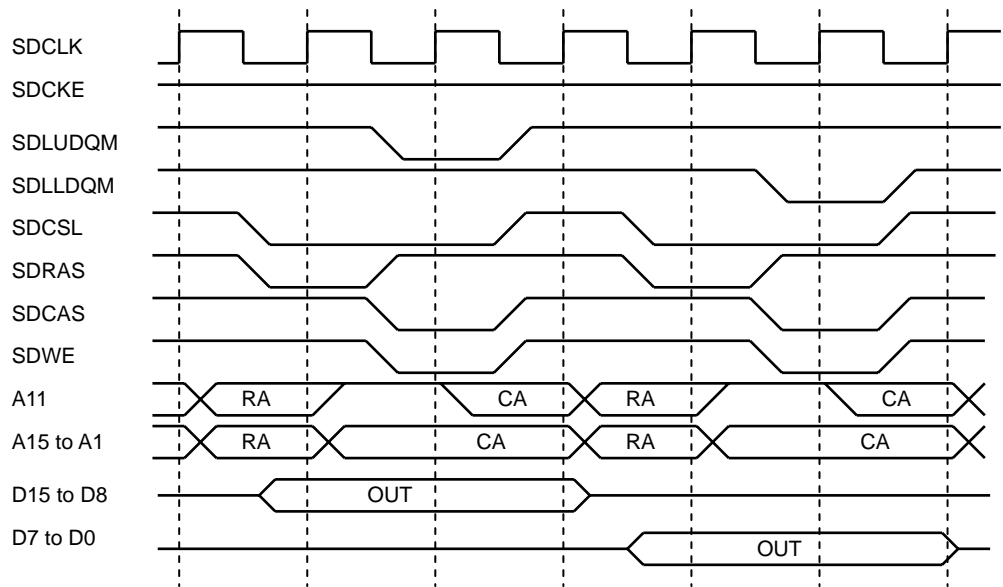 SDCLK
SDCKE
SDLUDQM
SDLLDQM
SDCSL
SDRAS
SDCAS
SDWE
A11 RA CA RA CA
A15 to A1 RA CA RA CA
D15 to D8 OUT
D7 to D0 OUT